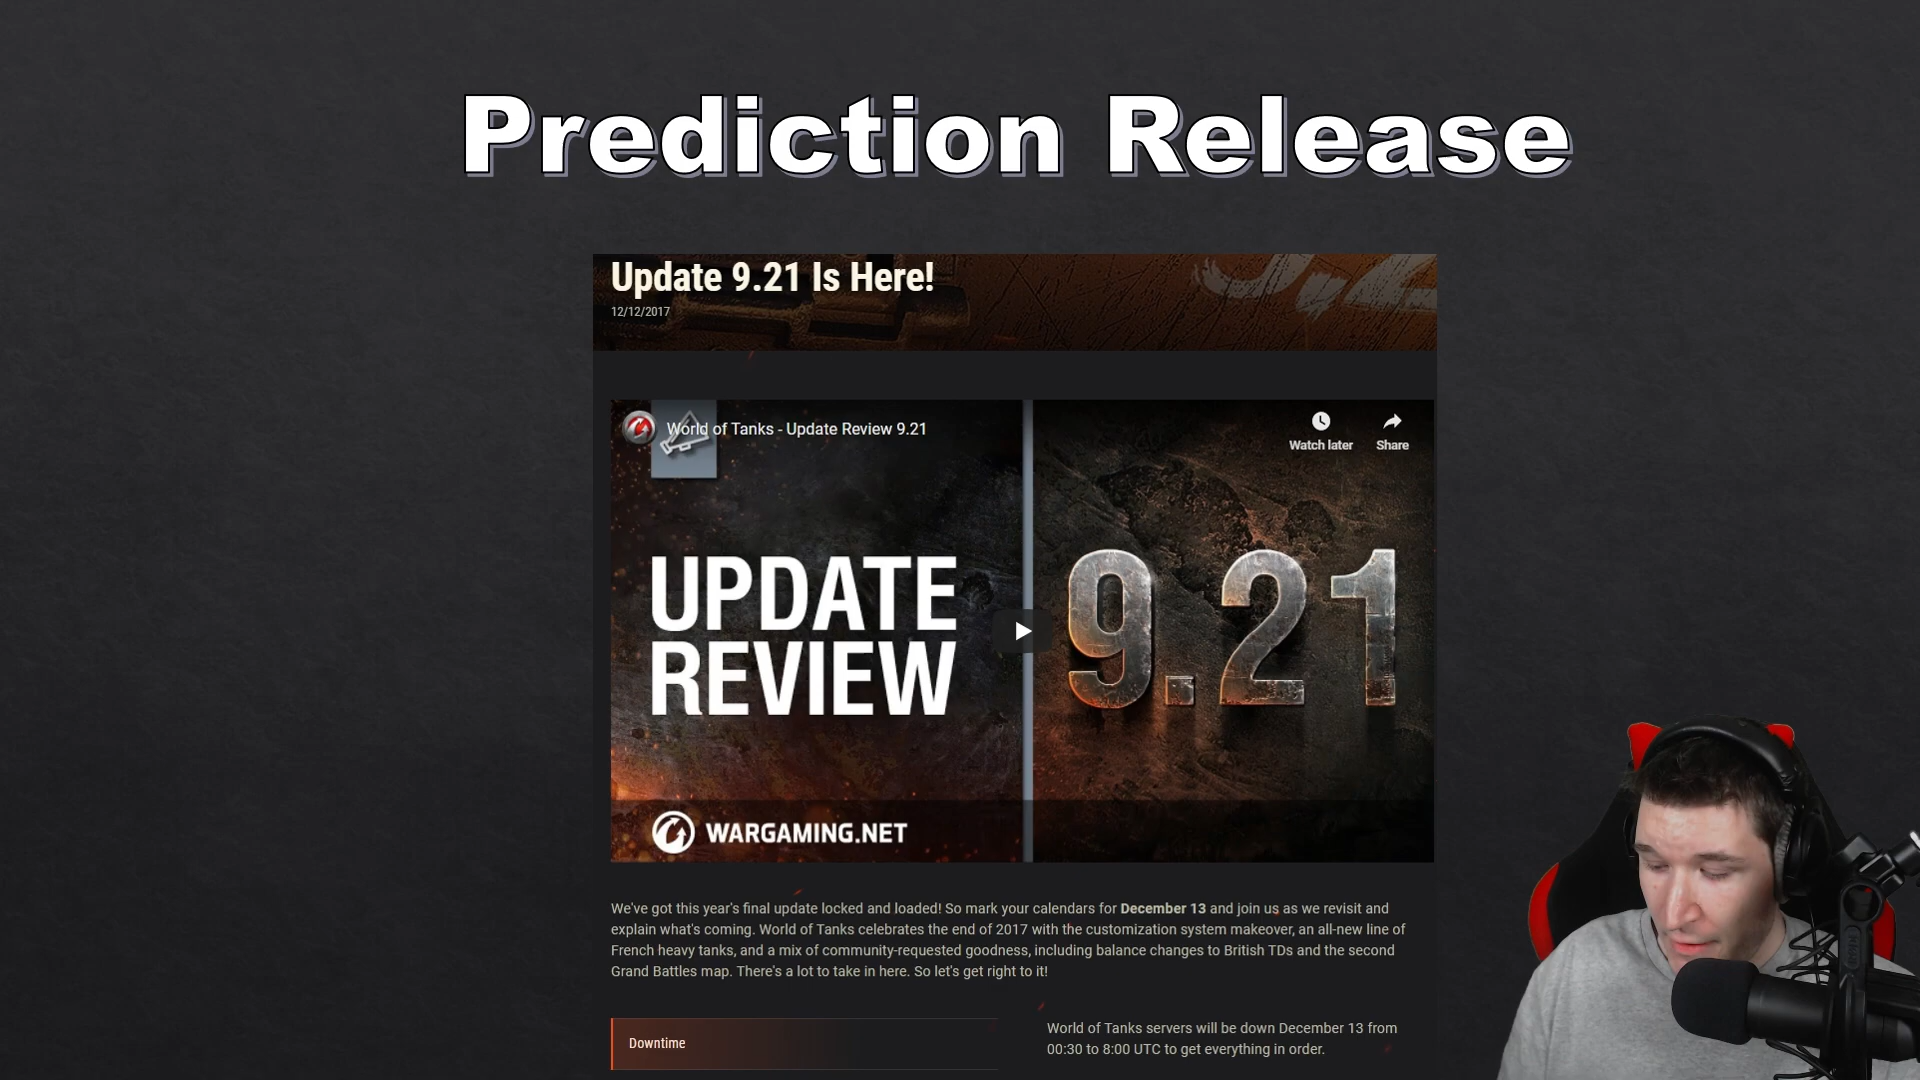 Prediction Release
Update 9.21 Is Here!
12/12/2017
World of Tanks - Update Review 9.21
Watch later
Share
UPDATE
REVIEW
9.21
WARGAMING.NET
We've got this year's final update locked and loaded! So mark your calendars for December 13 and join us as we revisit and
explain what's coming. World of Tanks celebrates the end of 2017 with the customization system makeover, an all-new line of
French heavy tanks, and a mix of community-requested goodness, including balance changes to British TDs and the second
Grand Battles map. There's a lot to take in here. So let's get right to it!
Downtime
World of Tanks servers will be down December 13 from
00:30 to 8:00 UTC to get everything in order.